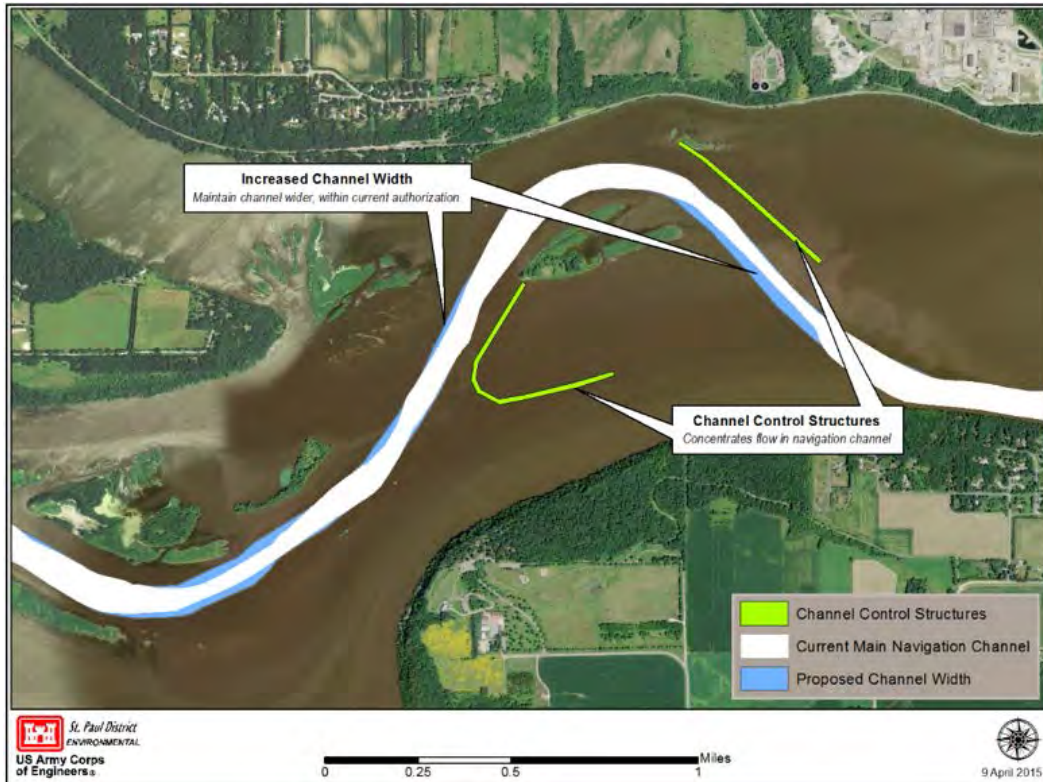 Increased Channel Width
Maintain channel wider, within current authorization
Channel Control Structures
Concentrates flow in navigation channel
Channel Control Structures
Current Main Navigation Channel
Proposed Channel Width
St. Paul District
ENVIRONMENTAL
US Army Corps
of Engineers®
Miles
0 0.25 0.5 1
9 April 2015